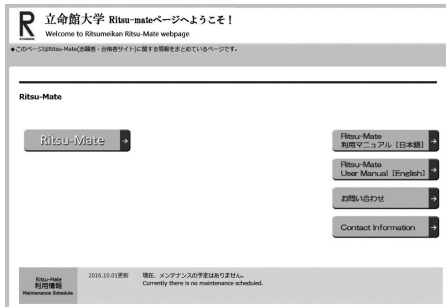 R 立命館大学 Ritsu-mateページへようこそ！
Welcome to Ritsumeikan Ritsu-Mate webpage
◆このページはRitsu-Mate(志願者・合格者サイト)に関する情報をまとめているページです。
Ritsu-Mate
Ritsu-Mate
Ritsu-Mate
利用マニュアル［日本語］
Ritsu-Mate
User Manual［English］
お問い合わせ
Contact Information
Ritsu-Mate
利用情報
Maintenance Schedule
2016.10.01更新
現在、メンテナンスの予定はありません。
Currently there is no maintenance scheduled.